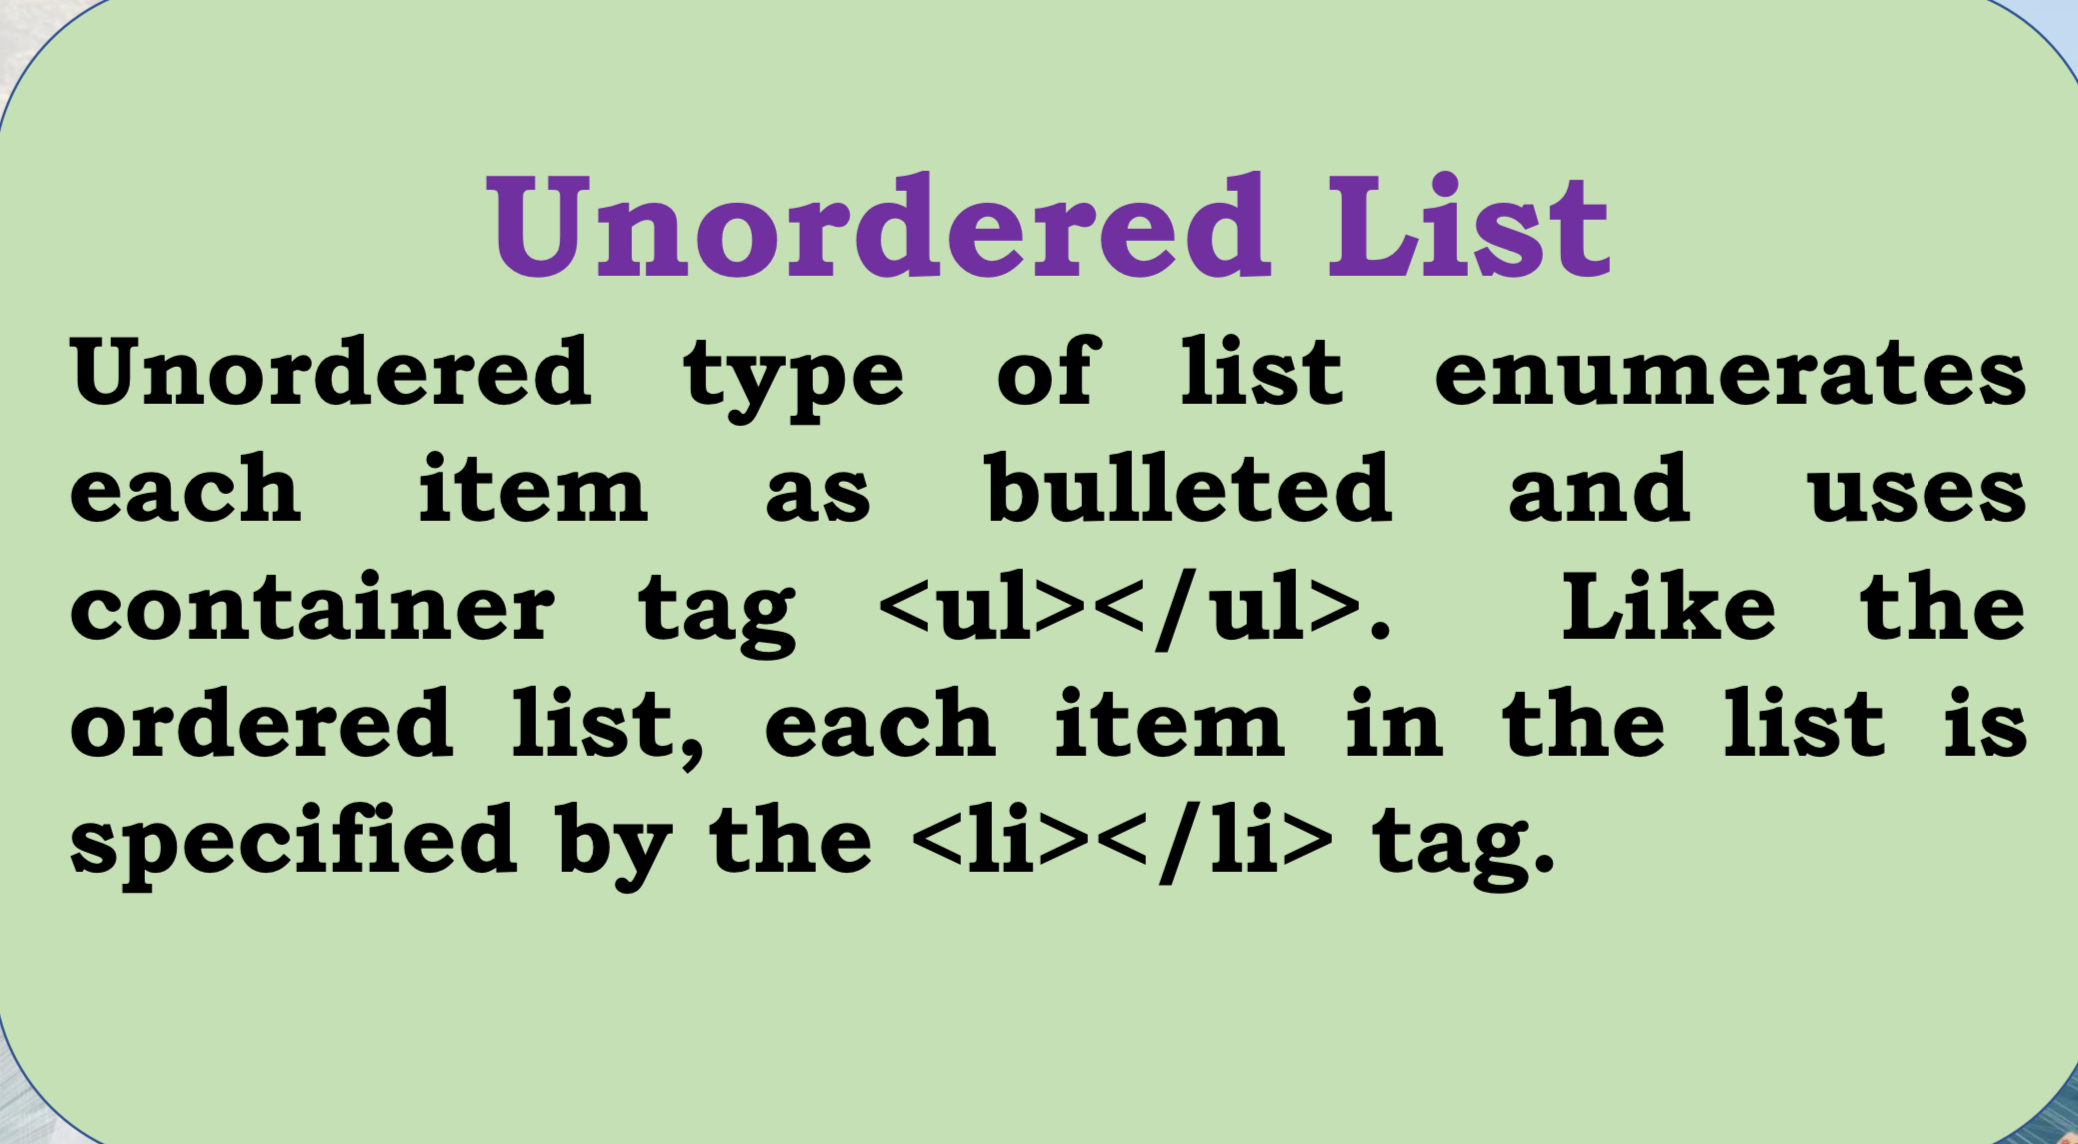 Unordered List
Unordered type of list enumerates
each item as bulleted and uses
container tag <ul></ul>.  Like the
ordered list, each item in the list is
specified by the <li></li> tag.